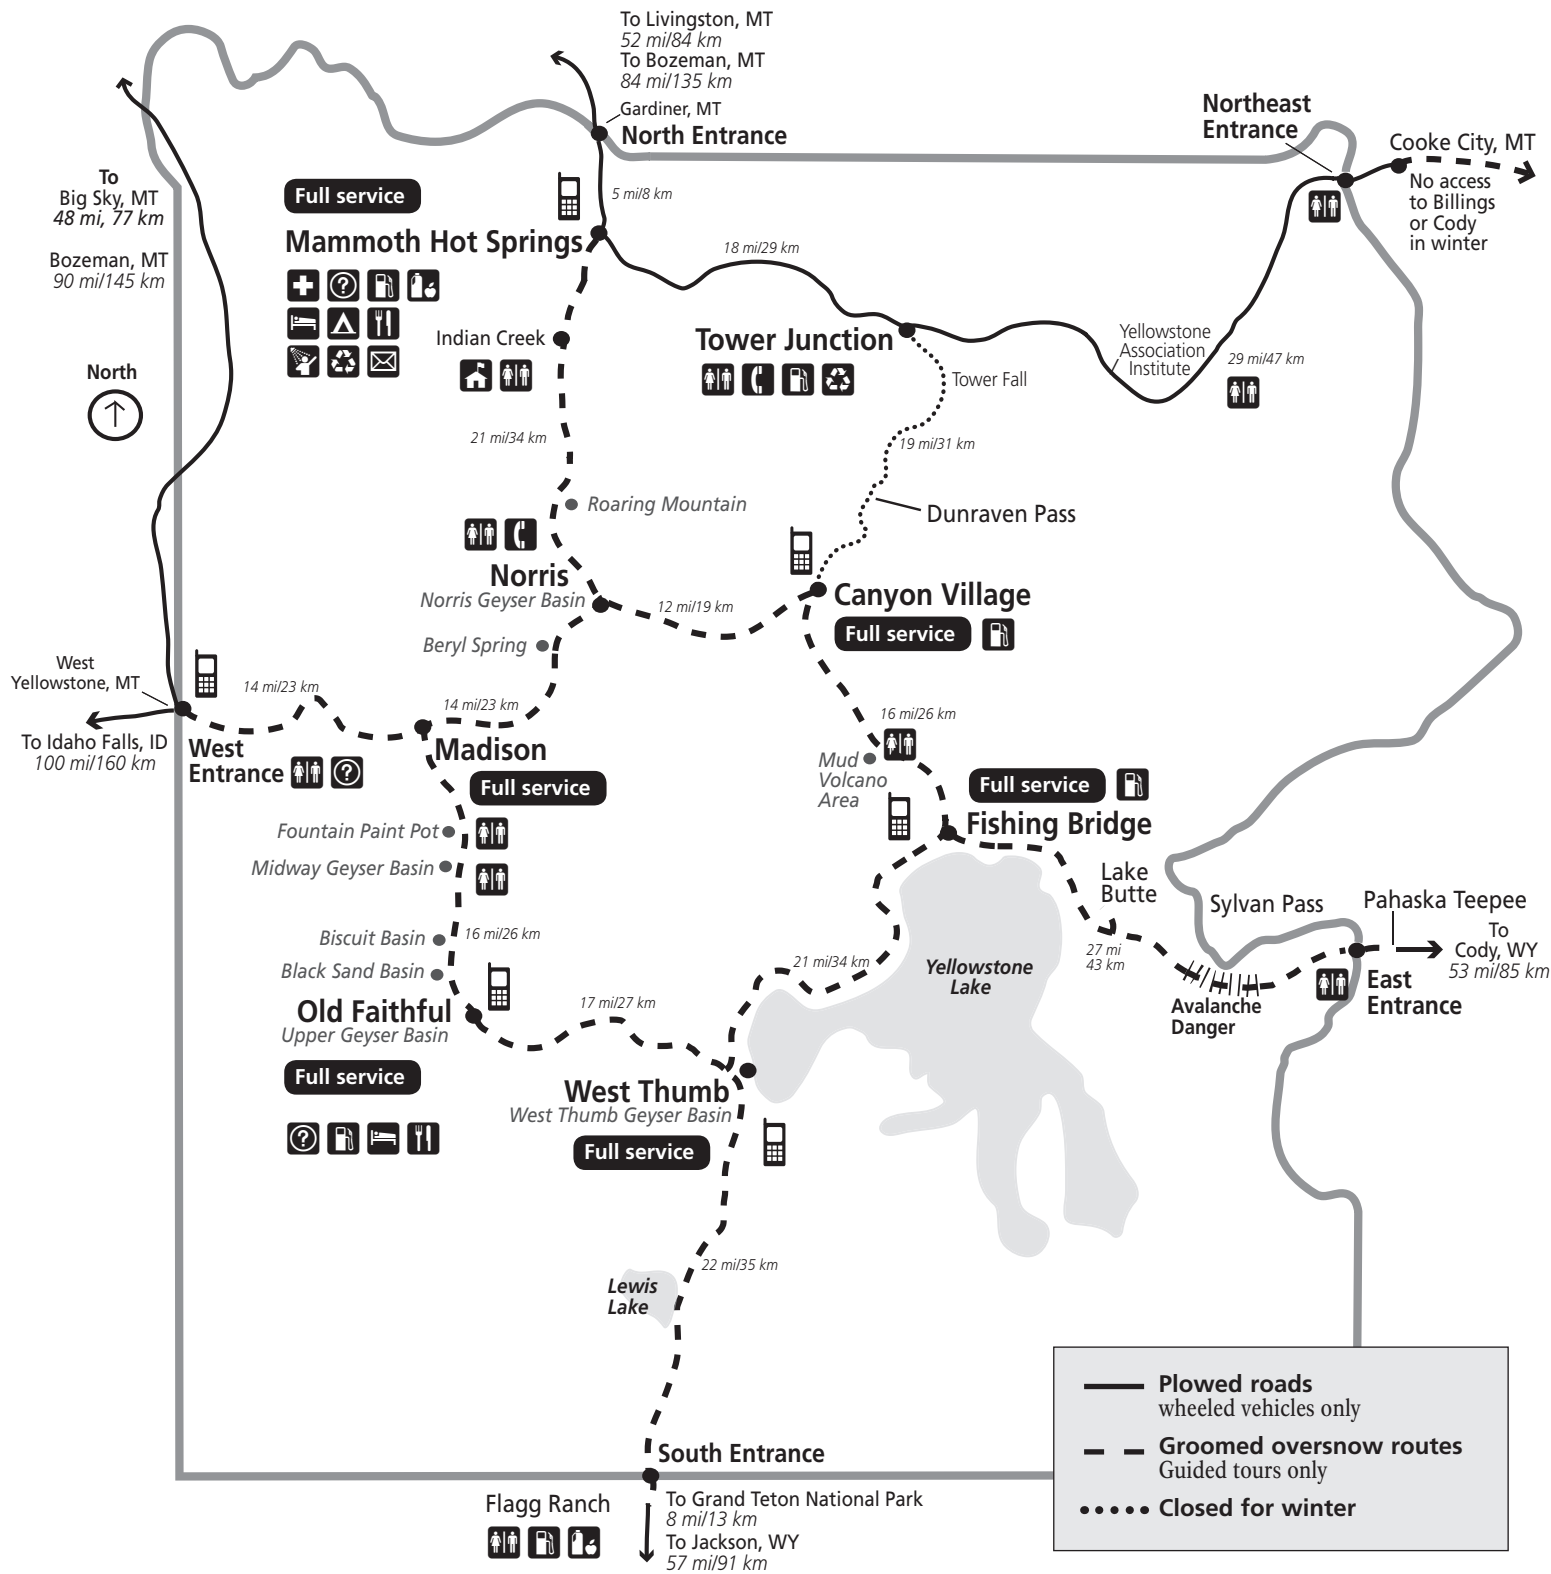 To Livingston, MT
52 mi/84 km
To Bozeman, MT
84 mi/135 km
Gardiner, MT
North Entrance
Northeast
Entrance
Cooke City, MT
No access
to Billings
or Cody
in winter
To
Big Sky, MT
48 mi, 77 km
Bozeman, MT
90 mi/145 km
North
Full service
5 mi/8 km
Mammoth Hot Springs
18 mi/29 km
Indian Creek
Tower Junction
Yellowstone
Association
Institute
29 mi/47 km
Tower Fall
21 mi/34 km
19 mi/31 km
Roaring Mountain
Dunraven Pass
Norris
Norris Geyser Basin
12 mi/19 km
Canyon Village
Full service
Beryl Spring
West
Yellowstone, MT
14 mi/23 km
14 mi/23 km
16 mi/26 km
To Idaho Falls, ID
100 mi/160 km
West
Entrance
Madison
Full service
Mud
Volcano
Area
Full service
Fishing Bridge
Fountain Paint Pot
Midway Geyser Basin
Lake
Butte
Sylvan Pass
Pahaska Teepee
To
Cody, WY
53 mi/85 km
Biscuit Basin
16 mi/26 km
Black Sand Basin
27 mi
43 km
21 mi/34 km
Yellowstone
Lake
East
Entrance
Avalanche
Danger
Old Faithful
Upper Geyser Basin
17 mi/27 km
Full service
West Thumb
West Thumb Geyser Basin
Full service
22 mi/35 km
Lewis
Lake
South Entrance
Flagg Ranch
To Grand Teton National Park
8 mi/13 km
To Jackson, WY
57 mi/91 km
Plowed roads
wheeled vehicles only
Groomed oversnow routes
Guided tours only
Closed for winter